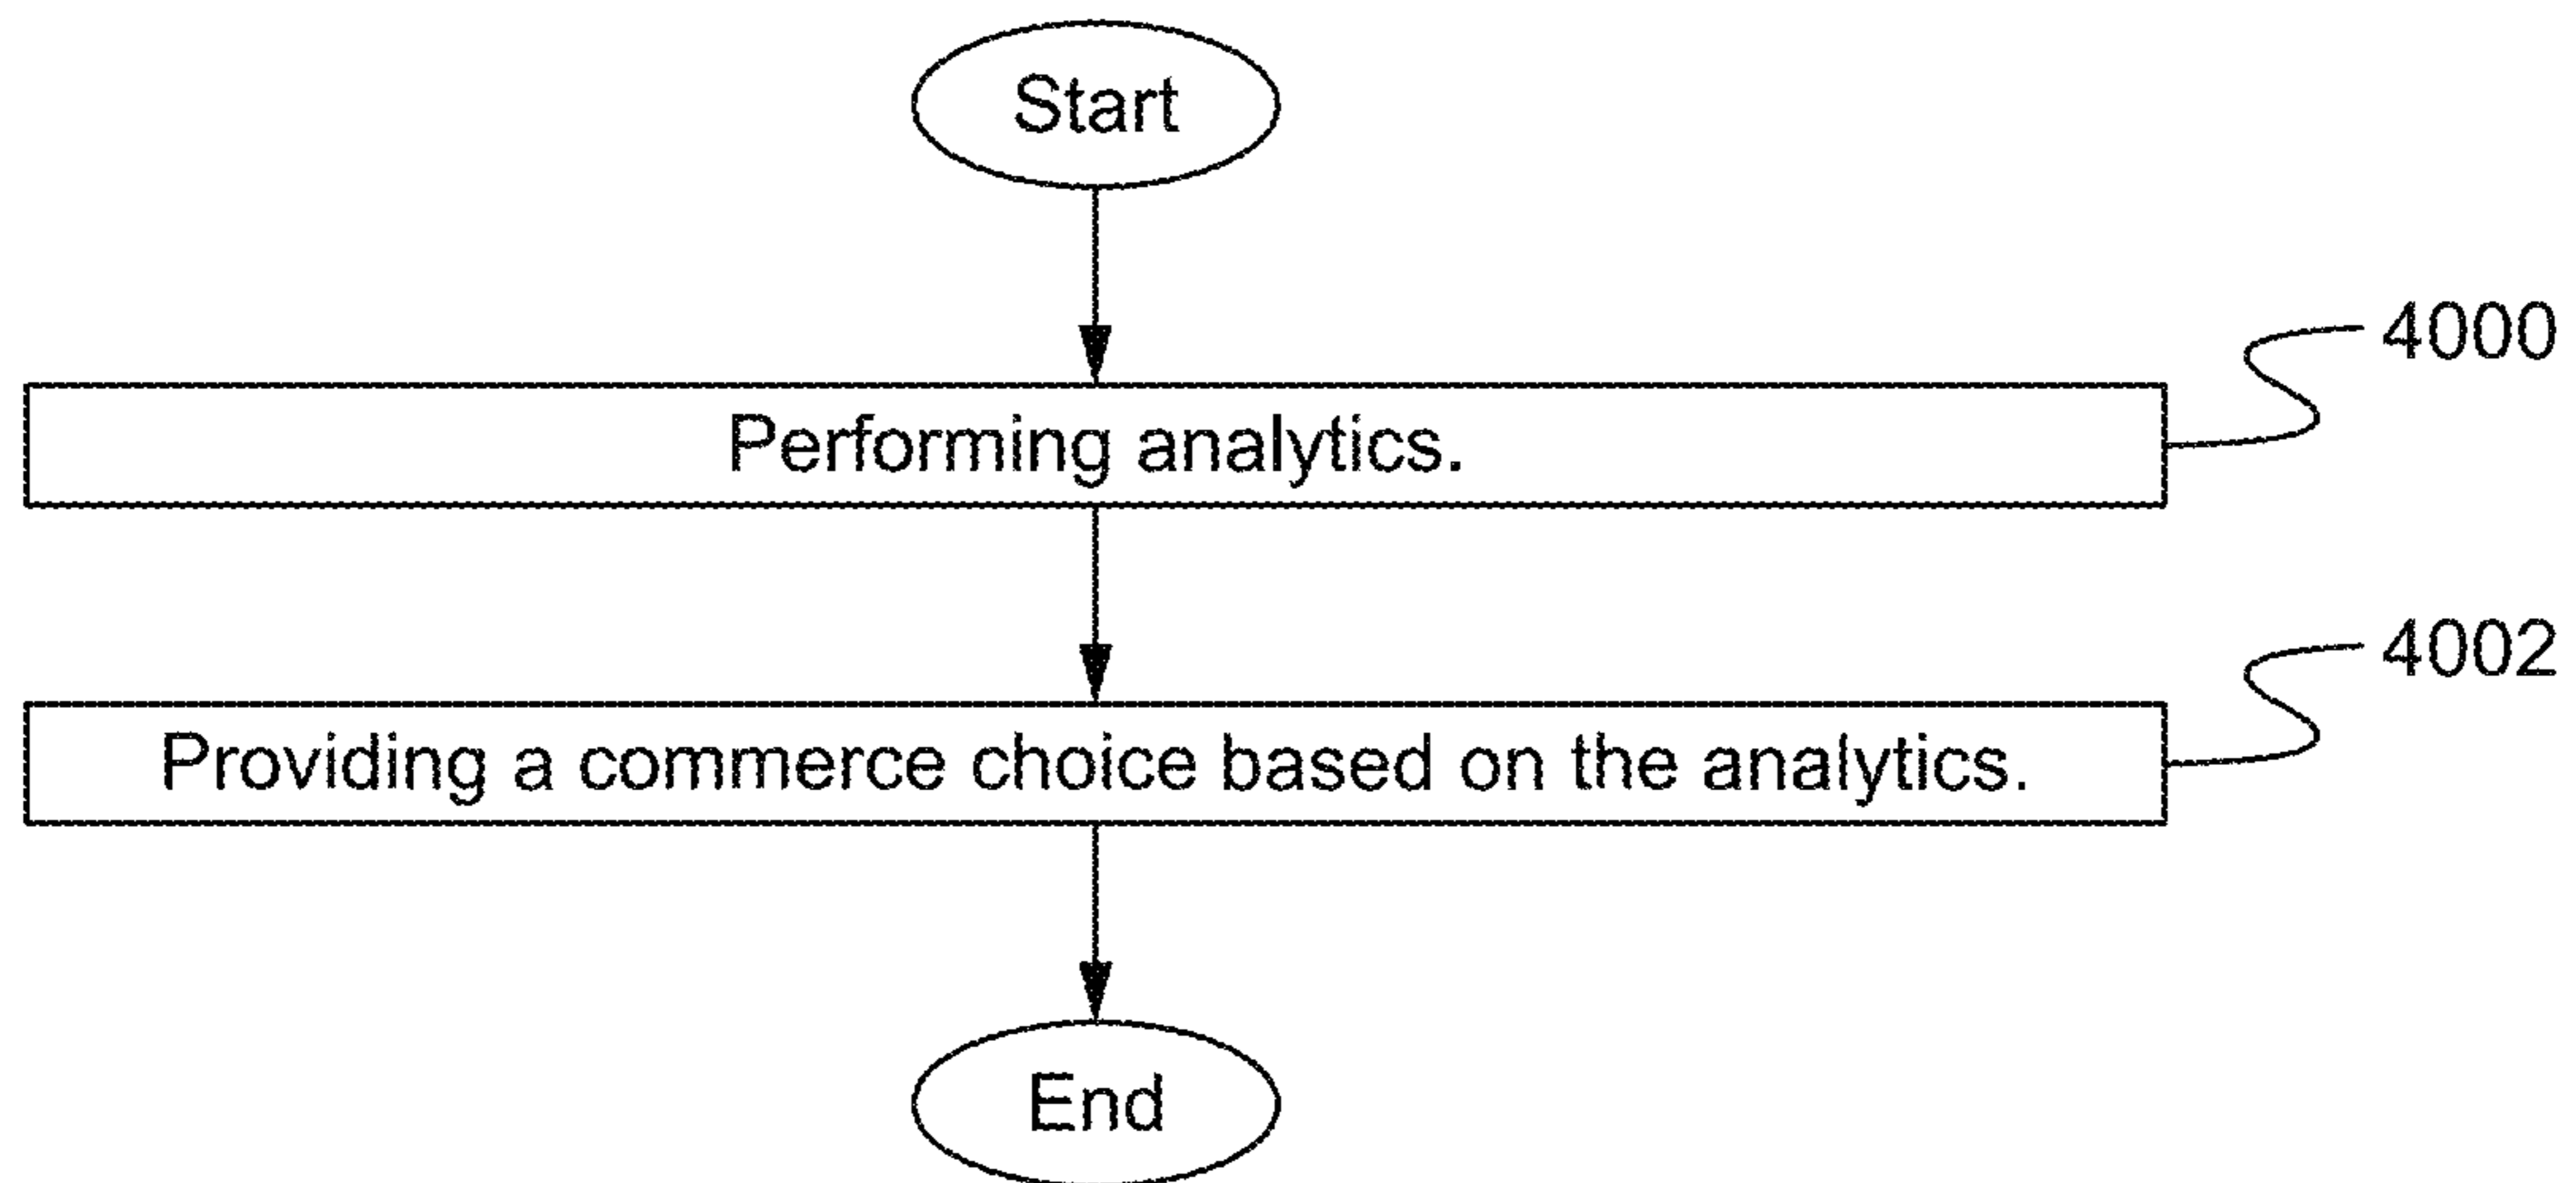 Start
4000
Performing analytics.
4002
Providing a commerce choice based on the analytics.
End